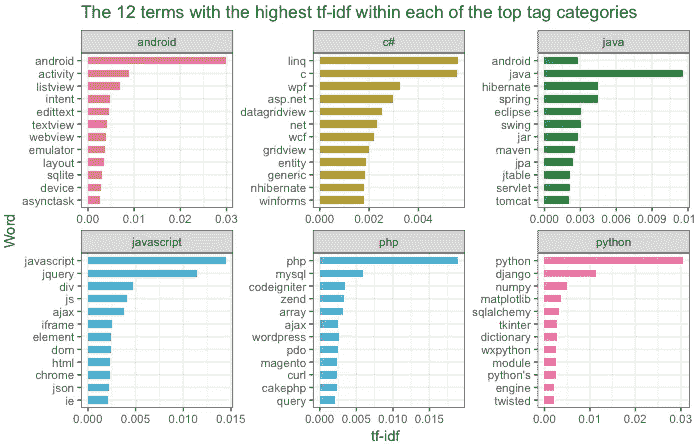 The 12 terms with the highest tf-idf within each of the top tag categories
android
android
activity
listview
intent
edittext
textview
webview
emulator
layout
sqlite
device
asynctask
0.00 0.01 0.02 0.03
c#
linq
c
wpf
asp.net
datagridview
net
wcf
gridview
entity
generic
nhibernate
winforms
0.000 0.002 0.004
java
android
java
hibernate
spring
eclipse
swing
jar
maven
jpa
jtable
servlet
tomcat
0.000 0.003 0.006 0.009
javascript
javascript
jquery
div
js
ajax
iframe
element
dom
html
chrome
json
ie
0.000 0.005 0.010 0.015
php
php
mysql
codeigniter
zend
array
ajax
wordpress
pdo
magento
curl
cakephp
query
0.000 0.005 0.010 0.015
python
python
django
numpy
matplotlib
sqlalchemy
tkinter
dictionary
wxpython
module
python's
engine
twisted
0.00 0.01 0.02 0.03
Word
tf-idf